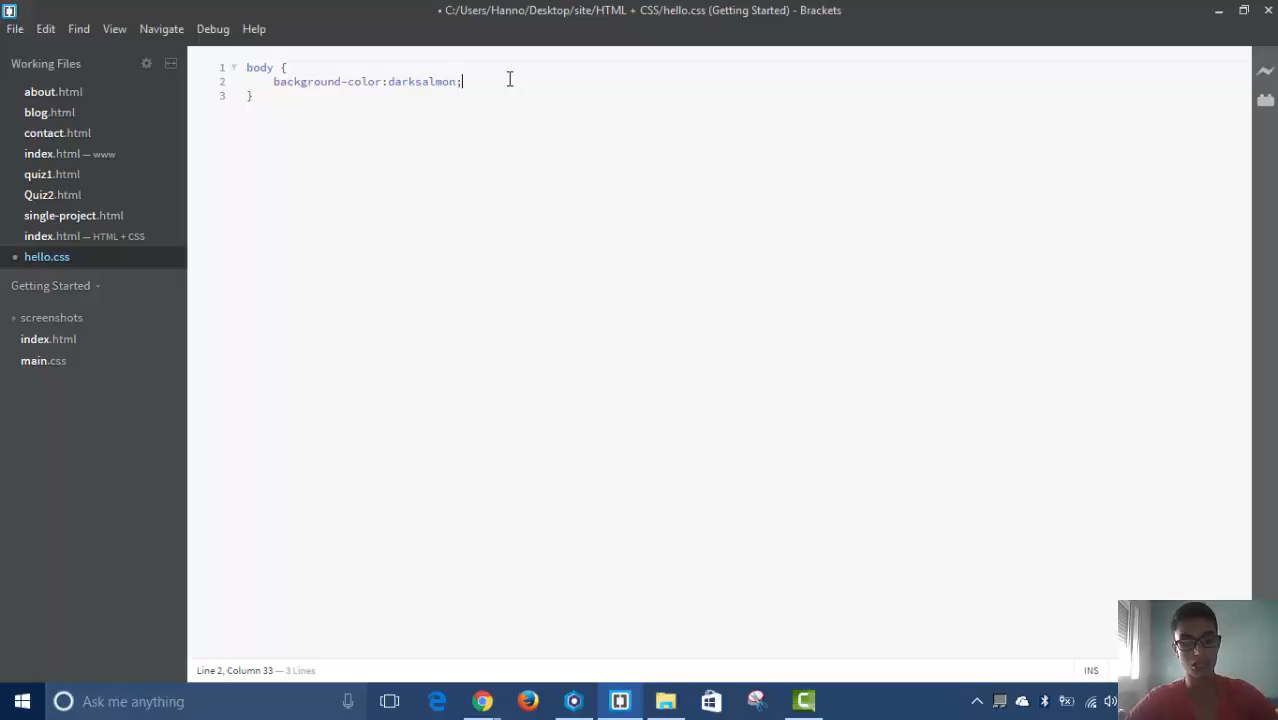 • C:/Users/Hanno/Desktop/site/HTML + CSS/hello.css (Getting Started) - Brackets
File Edit Find View Navigate Debug Help
Working Files
about.html
blog.html
contact.html
index.html — www
quiz1.html
Quiz2.html
single-project.html
index.html — HTML + CSS
hello.css
Getting Started
screenshots
index.html
main.css
1 body {
2 background-color:darksalmon;
3 }
Line 2, Column 33 — 3 Lines
INS
Ask me anything